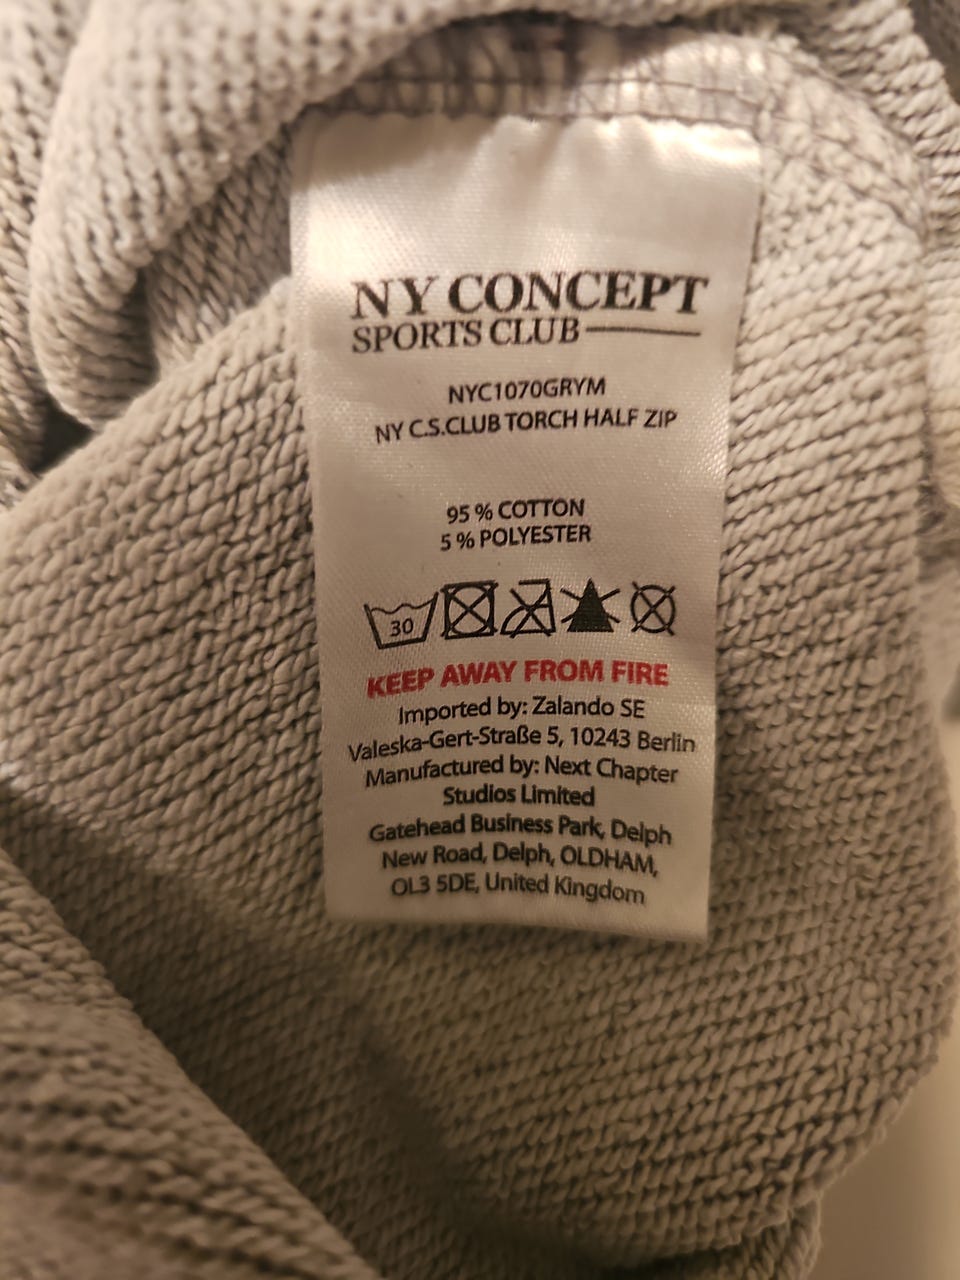 NY CONCEPT
SPORTS CLUB
NYC1070GRYM
NY C.S.CLUB TORCH HALF ZIP
95 % COTTON
5 % POLYESTER
30
KEEP AWAY FROM FIRE
Imported by: Zalando SE
Valeska-Gert-Straße 5, 10243 Berlin
Manufactured by: Next Chapter
Studios Limited
Gatehead Business Park, Delph
New Road, Delph, OLDHAM,
OL3 5DE, United Kingdom